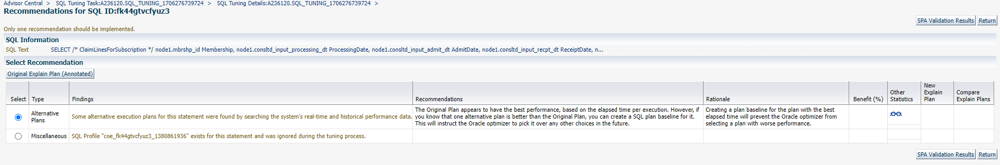 Advisor Central > SQL Tuning Task:A236120.SQL_TUNING_1706276739724 > SQL Tuning Details:A236120.SQL_TUNING_1706276739724 >
Recommendations for SQL ID:fk44gtvcfyuz3
SPA Validation Results Return
Only one recommendation should be implemented.
SQL Information
SQL Text SELECT /* ClaimLinesForSubscription */ node1.mbrshp_id Membership, node1.consltd_input_processing_dt ProcessingDate, node1.consltd_input_admit_dt AdmitDate, node1.consltd_input_recpt_dt ReceiptDate, n...
Select Recommendation
Original Explain Plan (Annotated)
Select Type Findings Recommendations Rationale Benefit (%) Other Statistics New Explain Plan Compare Explain Plans
Alternative
Plans
Some alternative execution plans for this statement were found by searching the system's real-time and historical performance data.
The Original Plan appears to have the best performance, based on the elapsed time per execution. However, if
you know that one alternative plan is better than the Original Plan, you can create a SQL plan baseline for it.
This will instruct the Oracle optimizer to pick it over any other choices in the future.
Creating a plan baseline for the plan with the best
elapsed time will prevent the Oracle optimizer from
selecting a plan with worse performance.
Miscellaneous SQL Profile "coe_fk44gtvcfyuz3_1380861936" exists for this statement and was ignored during the tuning process.
SPA Validation Results Return